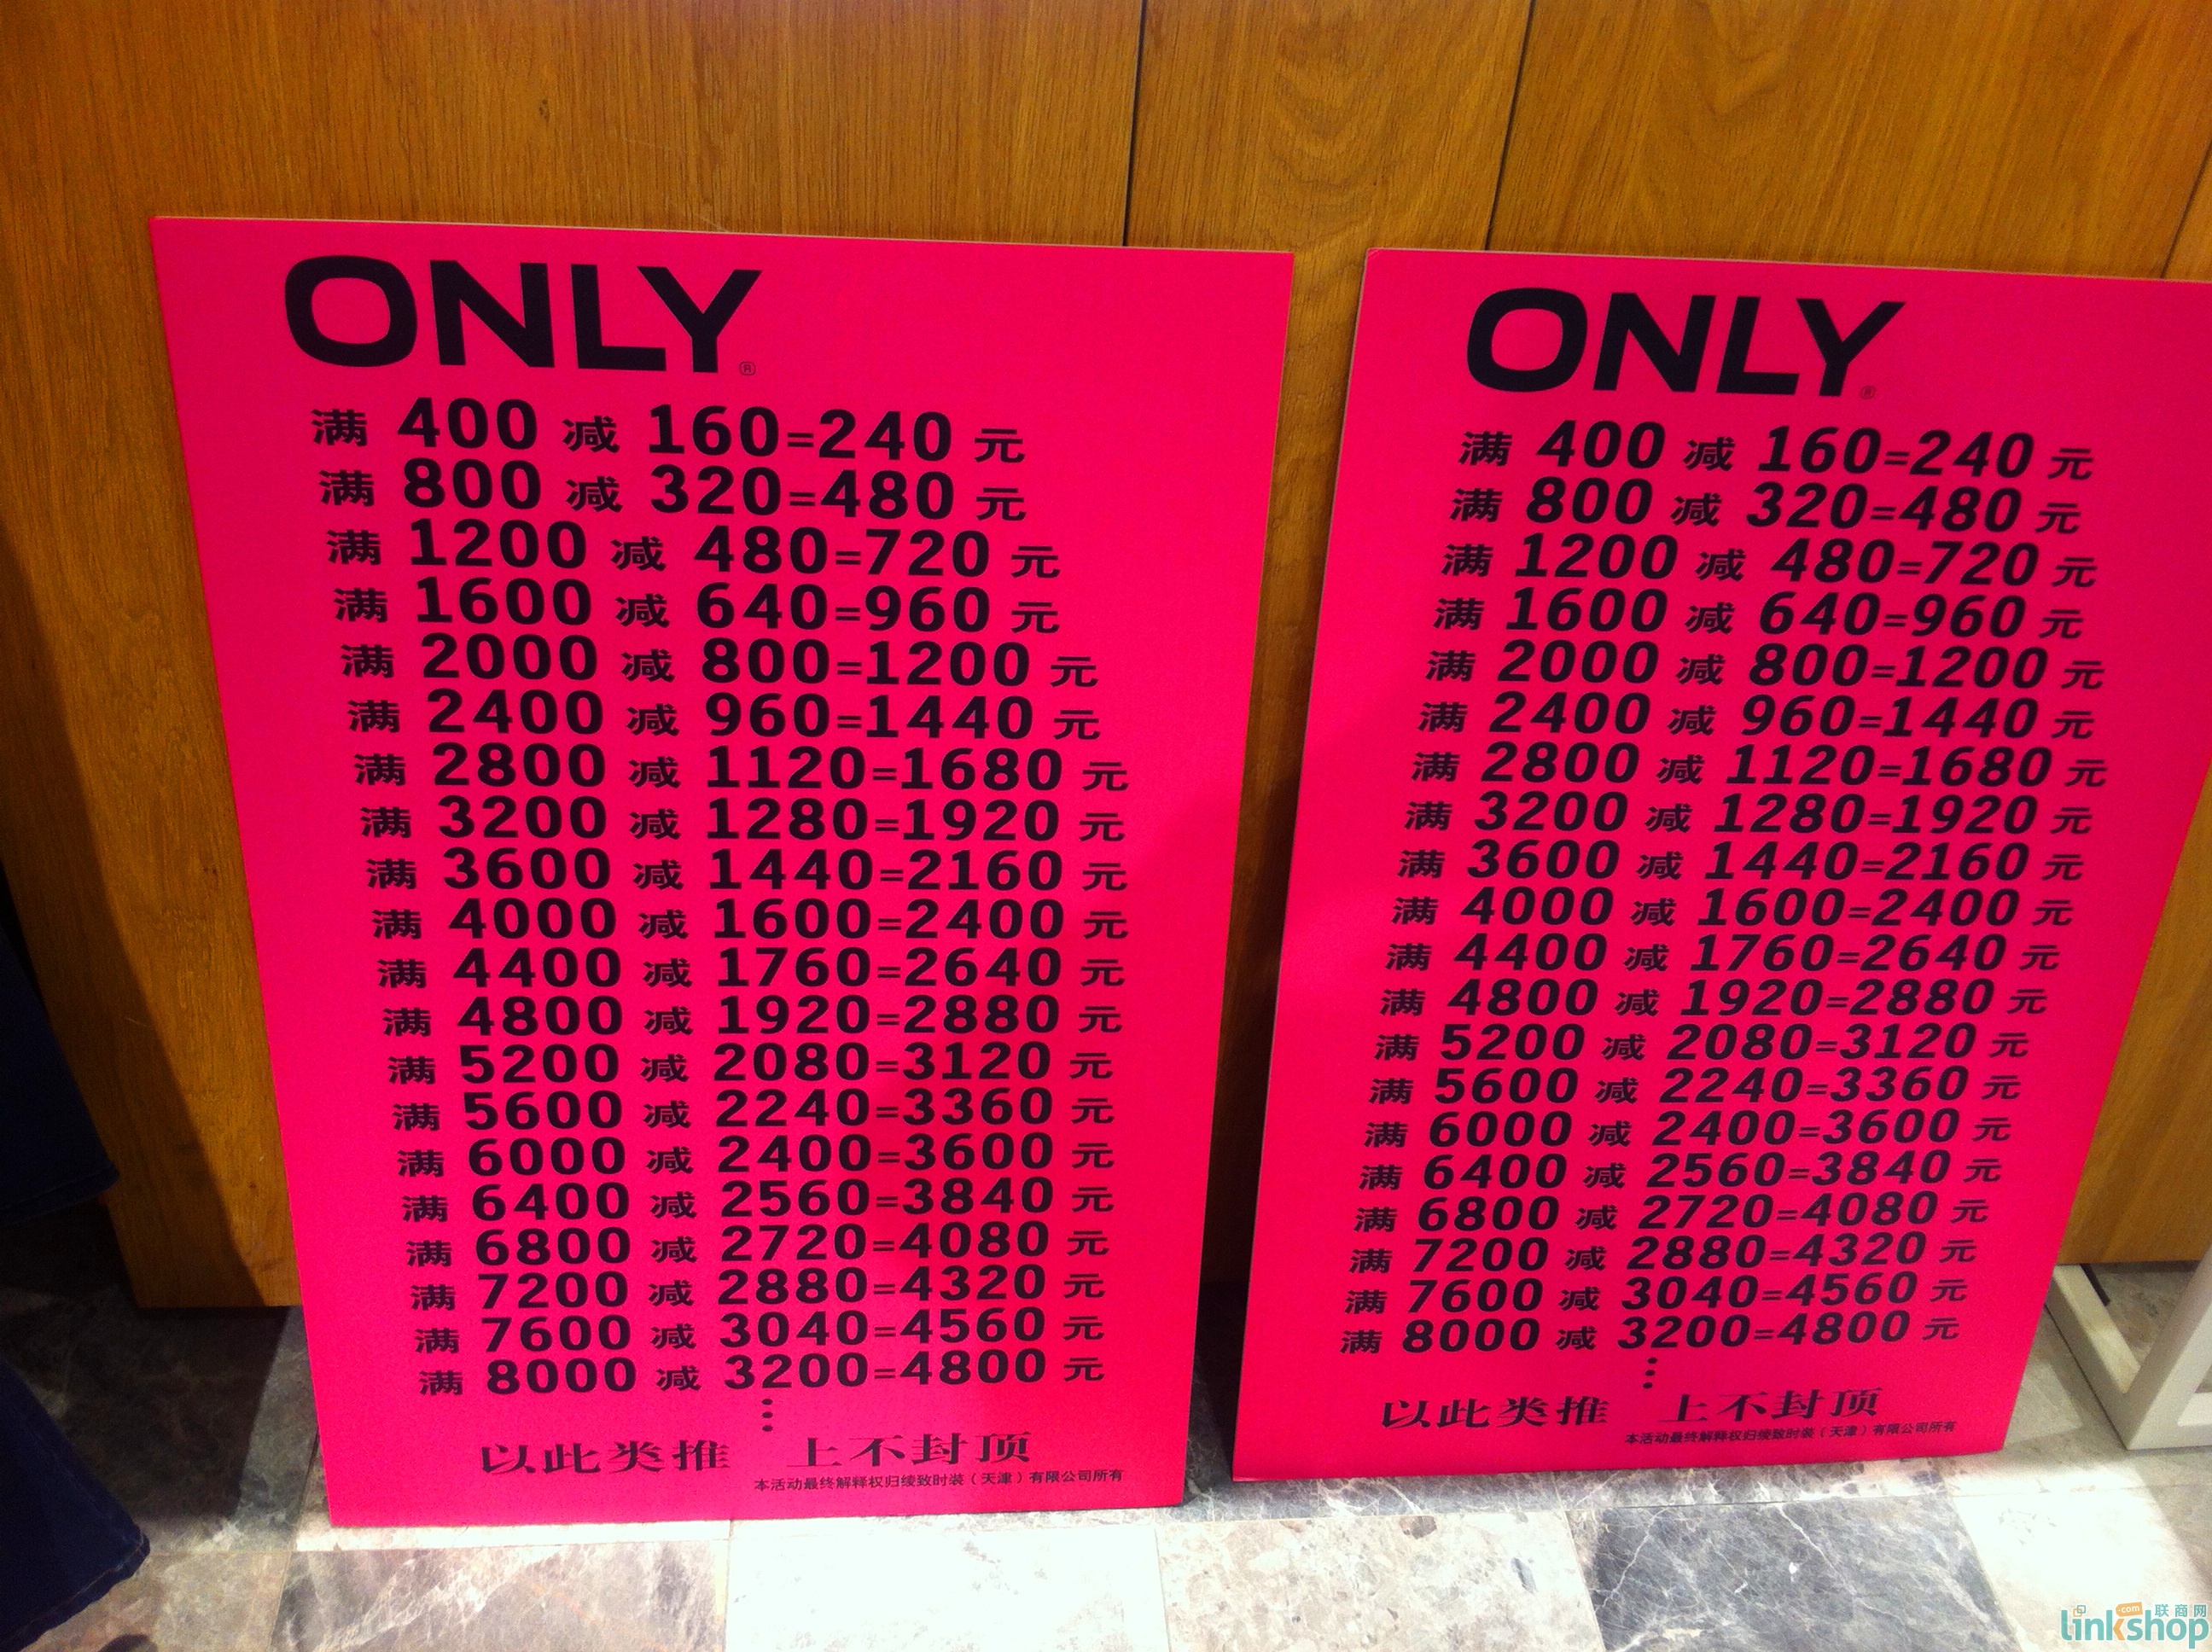 ONLY®
满 400 减 160=240 元
满 800 减 320=480 元
满 1200 减 480=720 元
满 1600 减 640=960 元
满 2000 减 800=1200 元
满 2400 减 960=1440 元
满 2800 减 1120=1680 元
满 3200 减 1280=1920 元
满 3600 减 1440=2160 元
满 4000 减 1600=2400 元
满 4400 减 1760=2640 元
满 4800 减 1920=2880 元
满 5200 减 2080=3120 元
满 5600 减 2240=3360 元
满 6000 减 2400=3600 元
满 6400 减 2560=3840 元
满 6800 减 2720=4080 元
满 7200 减 2880=4320 元
满 7600 减 3040=4560 元
满 8000 减 3200=4800 元
⋮
以此类推 上不封顶
本活动最终解释权归绫致时装（天津）有限公司所有
ONLY®
满 400 减 160=240 元
满 800 减 320=480 元
满 1200 减 480=720 元
满 1600 减 640=960 元
满 2000 减 800=1200 元
满 2400 减 960=1440 元
满 2800 减 1120=1680 元
满 3200 减 1280=1920 元
满 3600 减 1440=2160 元
满 4000 减 1600=2400 元
满 4400 减 1760=2640 元
满 4800 减 1920=2880 元
满 5200 减 2080=3120 元
满 5600 减 2240=3360 元
满 6000 减 2400=3600 元
满 6400 减 2560=3840 元
满 6800 减 2720=4080 元
满 7200 减 2880=4320 元
满 7600 减 3040=4560 元
满 8000 减 3200=4800 元
⋮
以此类推 上不封顶
本活动最终解释权归绫致时装（天津）有限公司所有
.com 联商网
linkshop